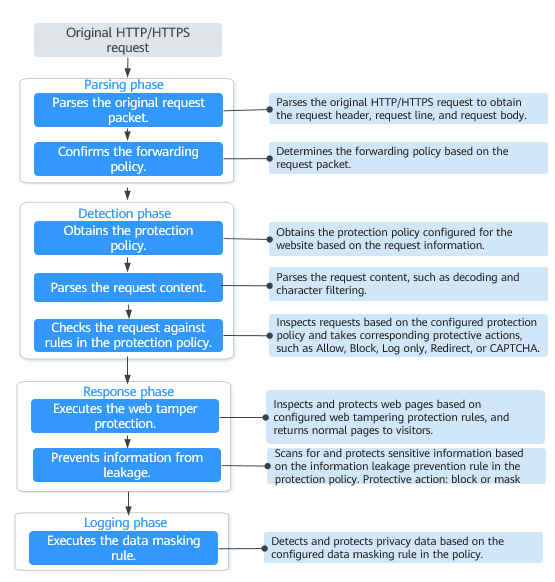 Original HTTP/HTTPS
request
Parsing phase
Parses the original request
packet.
Parses the original HTTP/HTTPS request to obtain
the request header, request line, and request body.
Confirms the forwarding
policy.
Determines the forwarding policy based on the
request packet.
Detection phase
Obtains the protection
policy.
Obtains the protection policy configured for the
website based on the request information.
Parses the request content.
Parses the request content, such as decoding and
character filtering.
Checks the request against
rules in the protection policy.
Inspects requests based on the configured protection
policy and takes corresponding protective actions,
such as Allow, Block, Log only, Redirect, or CAPTCHA.
Response phase
Executes the web tamper
protection.
Inspects and protects web pages based on
configured web tampering protection rules, and
returns normal pages to visitors.
Prevents information from
leakage.
Scans for and protects sensitive information based
on the information leakage prevention rule in the
protection policy. Protective action: block or mask
Logging phase
Executes the data masking
rule.
Detects and protects privacy data based on the
configured data masking rule in the policy.